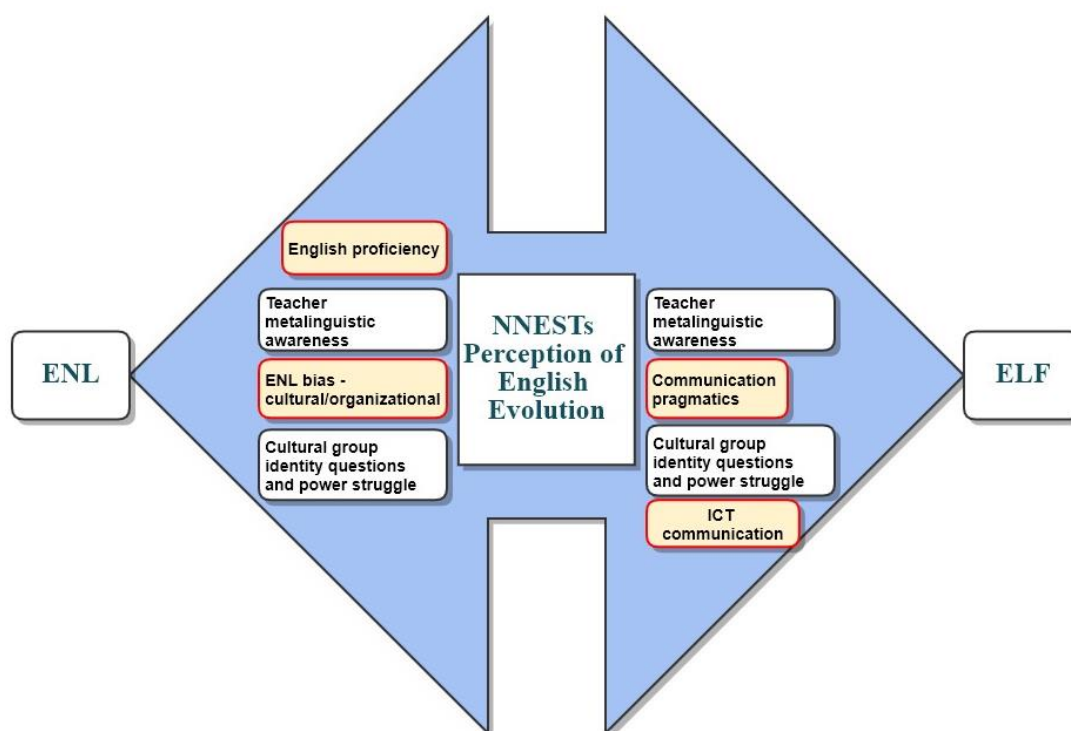 ENL
English proficiency
Teacher
metalinguistic
awareness
ENL bias -
cultural/organizational
Cultural group
identity questions
and power struggle
NNESTs
Perception of
English
Evolution
Teacher
metalinguistic
awareness
Communication
pragmatics
Cultural group
identity questions
and power struggle
ICT
communication
ELF